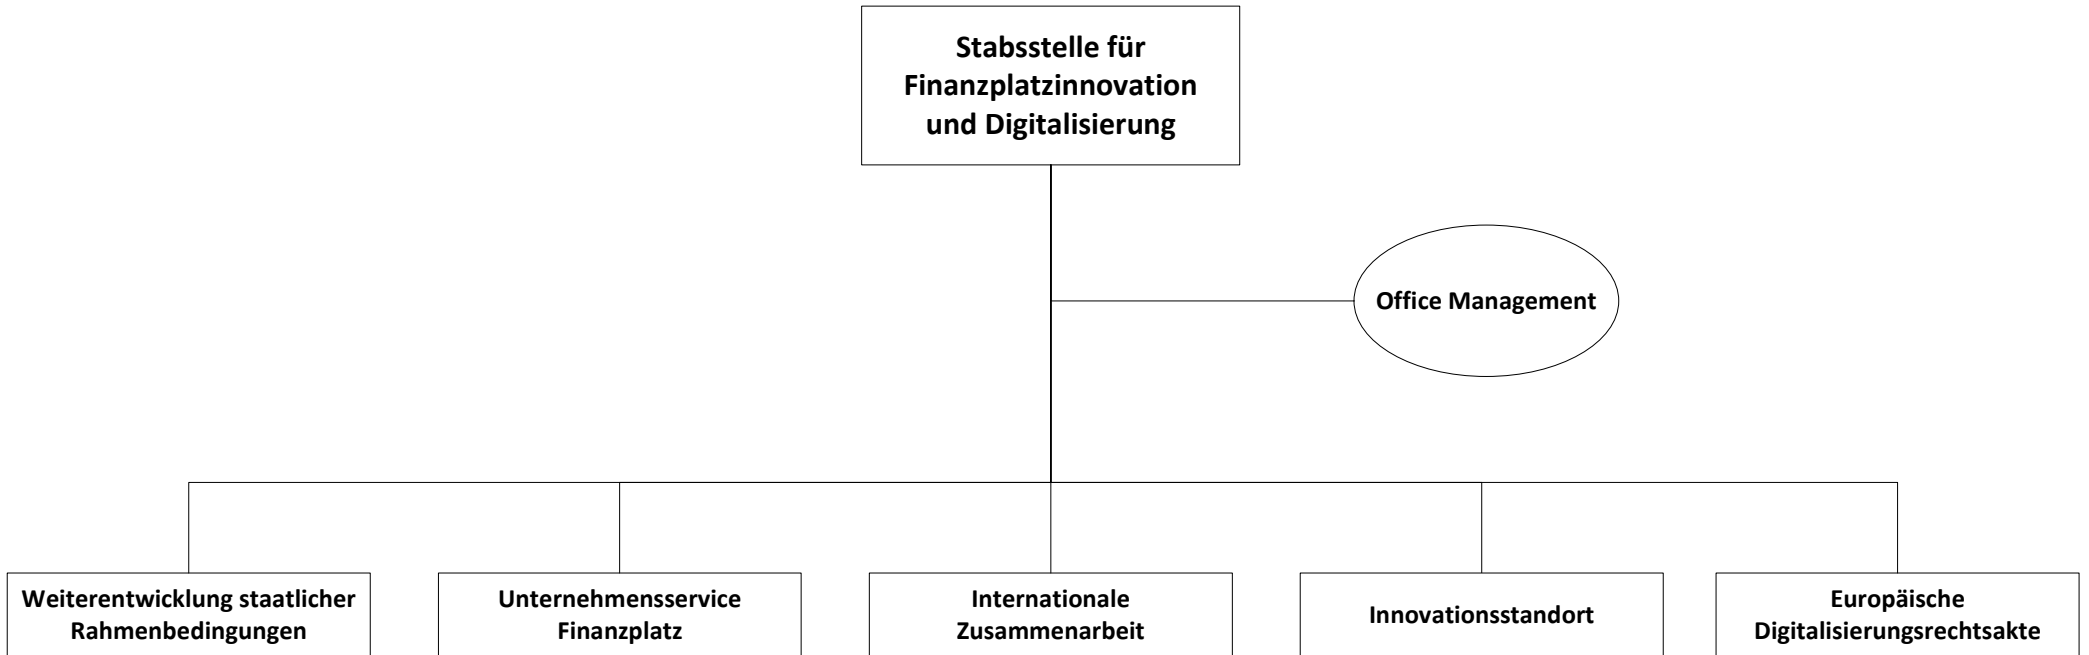 Stabsstelle für
Finanzplatzinnovation
und Digitalisierung
Office Management
Weiterentwicklung staatlicher
Rahmenbedingungen
Unternehmensservice
Finanzplatz
Internationale
Zusammenarbeit
Innovationsstandort
Europäische
Digitalisierungsrechtsakte